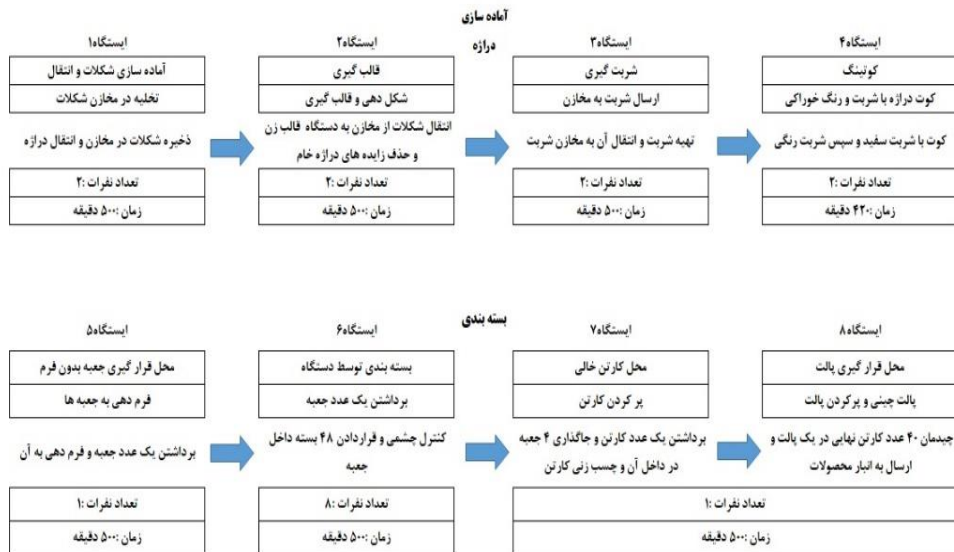 آماده سازی
دراژه
ایستگاه۱
آماده سازی شکلات و انتقال
تخلیه در مخازن شکلات
ذخیره شکلات در مخازن و انتقال دراژه
تعداد نفرات :۲
زمان :۵۰۰ دقیقه
ایستگاه۲
قالب گیری
شکل دهی و قالب گیری
انتقال شکلات از مخازن به دستگاه قالب زن
و حذف زایده های دراژه خام
تعداد نفرات :۲
زمان :۵۰۰ دقیقه
ایستگاه۳
شربت گیری
ارسال شربت به مخازن
تهیه شربت و انتقال آن به مخازن شربت
تعداد نفرات :۲
زمان :۵۰۰ دقیقه
ایستگاه۴
کوتینگ
کوت دراژه با شربت و رنگ خوراکی
کوت با شربت سفید و سپس شربت رنگی
تعداد نفرات :۲
زمان :۴۲۰ دقیقه
بسته بندی
ایستگاه۵
محل قرار گیری جعبه بدون فرم
فرم دهی به جعبه ها
برداشتن یک عدد جعبه و فرم دهی به آن
تعداد نفرات :۱
زمان :۵۰۰ دقیقه
ایستگاه۶
بسته بندی توسط دستگاه
برداشتن یک عدد جعبه
کنترل چشمی و قراردادن ۴۸ بسته داخل
جعبه
تعداد نفرات :۸
زمان :۵۰۰ دقیقه
ایستگاه۷
محل کارتن خالی
پر کردن کارتن
برداشتن یک عدد کارتن و جاگذاری ۴ جعبه
در داخل آن و چسب زنی کارتن
ایستگاه۸
محل قرار گیری پالت
پالت چینی و پرکردن پالت
چیدمان ۴۰ عدد کارتن نهایی در یک پالت و
ارسال به انبار محصولات
تعداد نفرات :۱
زمان :۵۰۰ دقیقه